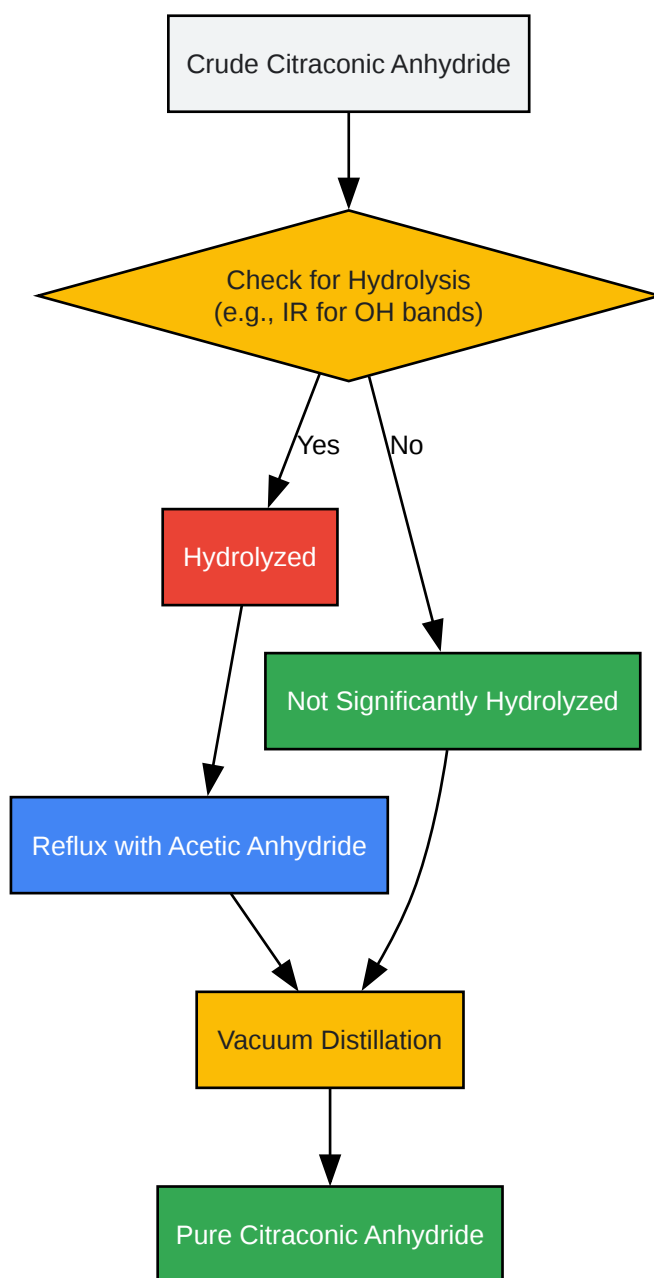 Crude Citraconic Anhydride
Check for Hydrolysis
(e.g., IR for OH bands)
Yes
No
Hydrolyzed
Not Significantly Hydrolyzed
Reflux with Acetic Anhydride
Vacuum Distillation
Pure Citraconic Anhydride